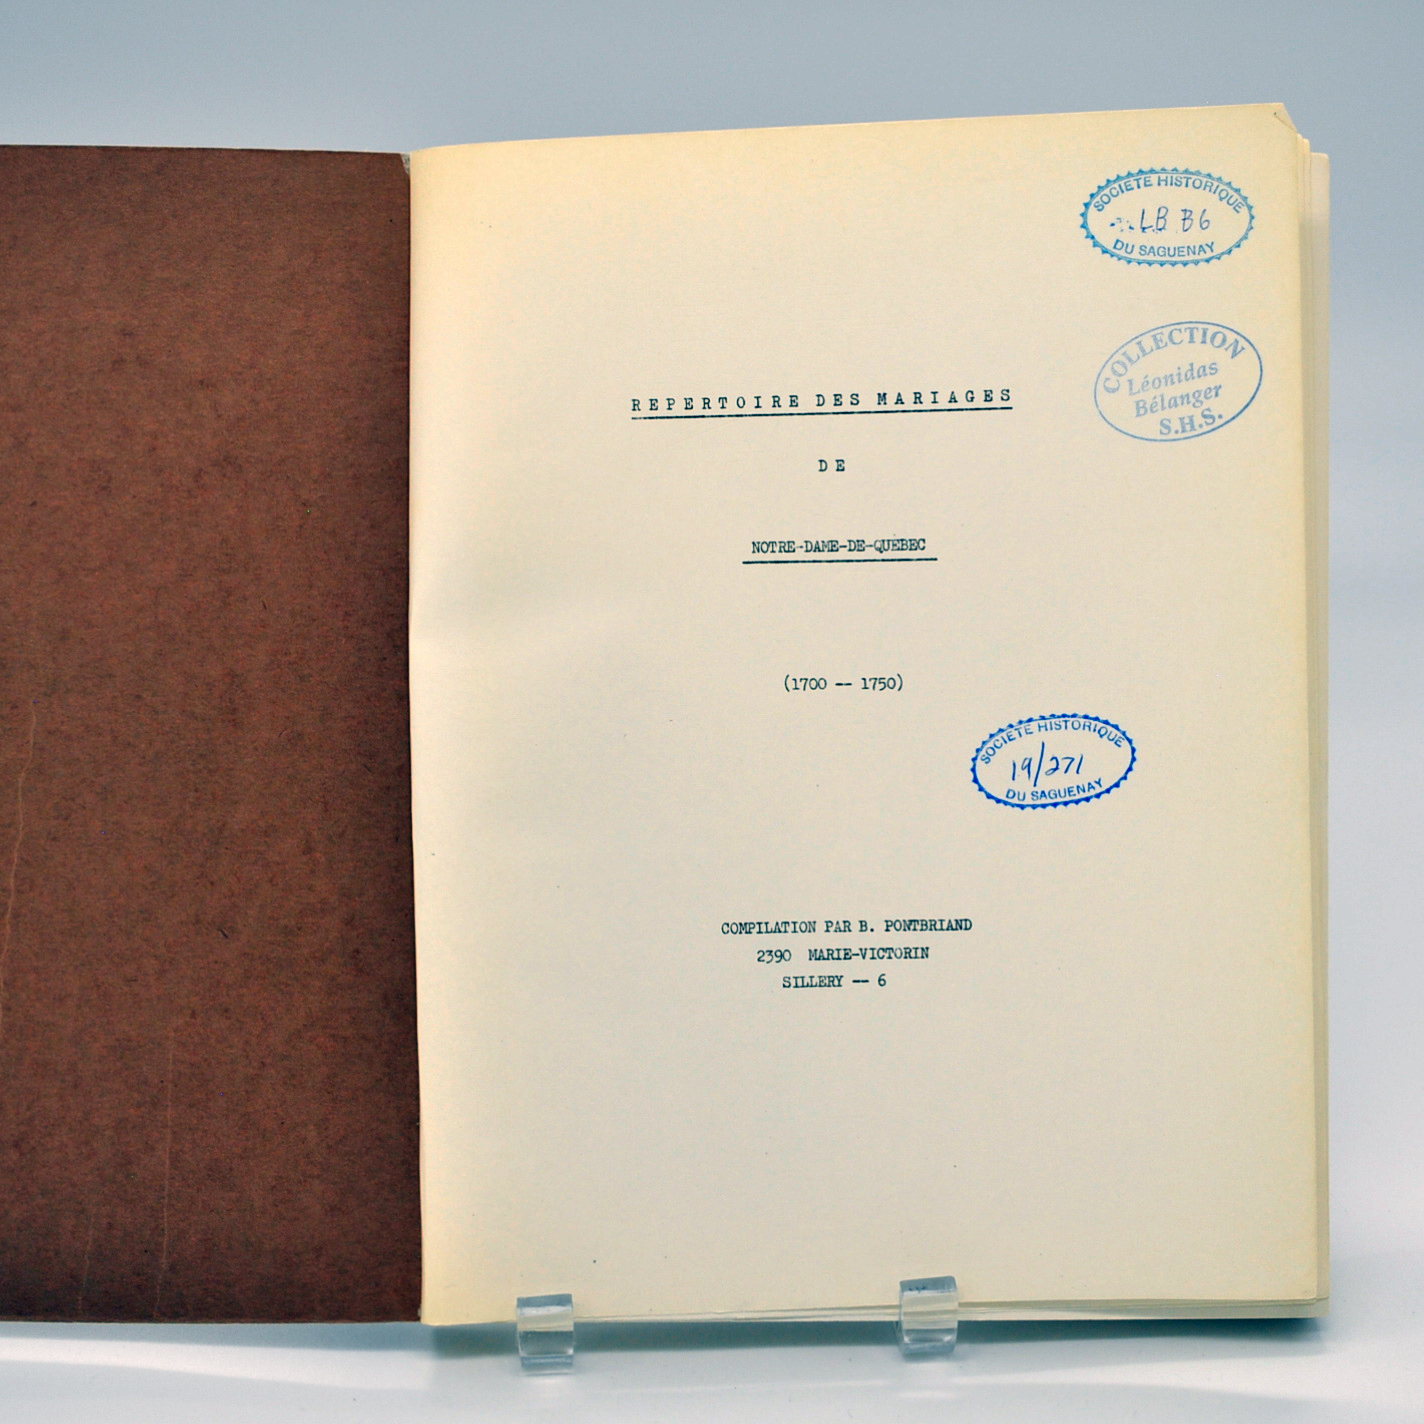 SOCIETE HISTORIQUE
LB B6
DU SAGUENAY
COLLECTION
Léonidas
Bélanger
S.H.S.
REPERTOIRE DES MARIAGES
DE
NOTRE-DAME-DE-QUEBEC
(1700 -- 1750)
SOCIETE HISTORIQUE
19/271
DU SAGUENAY
COMPILATION PAR B. PONTBRIAND
2390 MARIE-VICTORIN
SILLERY -- 6